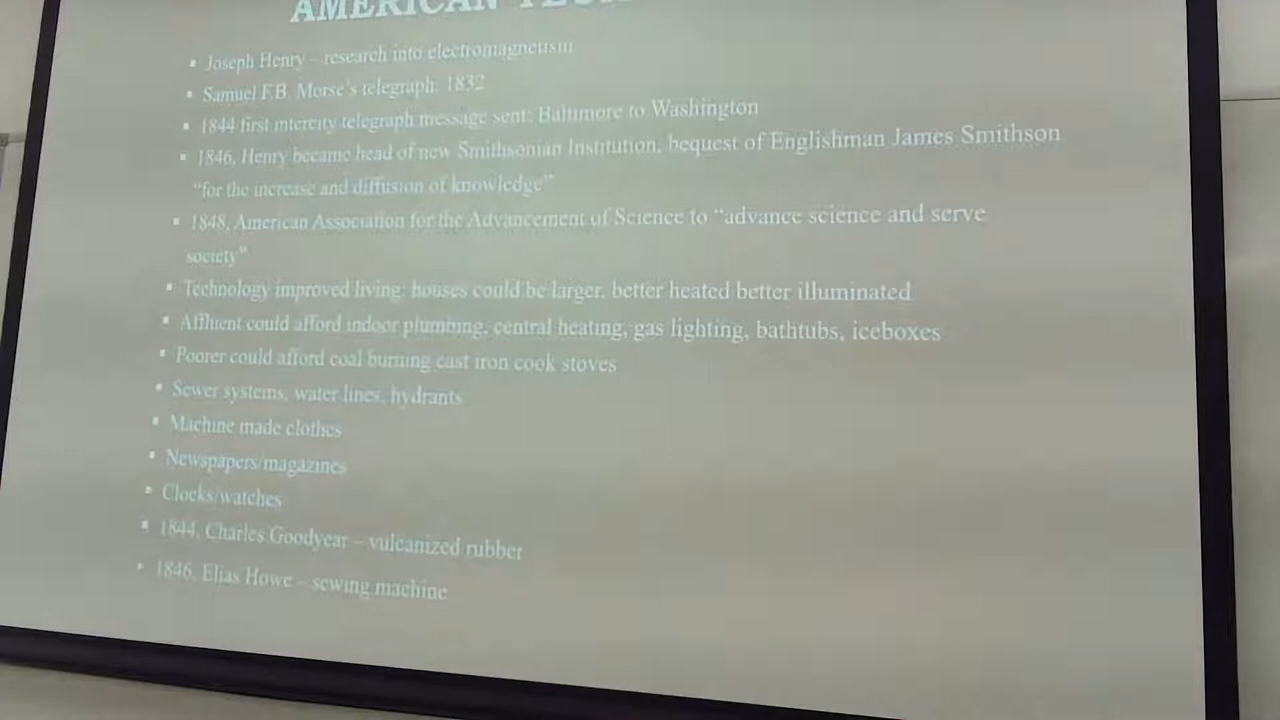 AMERICAN
▪ Joseph Henry – research into electromagnetism
▪ Samuel F.B. Morse's telegraph, 1832
▪ 1844 first intercity telegraph message sent: Baltimore to Washington
▪ 1846, Henry became head of new Smithsonian Institution, bequest of Englishman James Smithson
"for the increase and diffusion of knowledge"
▪ 1848, American Association for the Advancement of Science to "advance science and serve
society"
▪ Technology improved living: houses could be larger, better heated better illuminated
▪ Affluent could afford indoor plumbing, central heating, gas lighting, bathtubs, iceboxes
▪ Poorer could afford coal burning cast iron cook stoves
▪ Sewer systems, water lines, hydrants
▪ Machine made clothes
▪ Newspapers/magazines
▪ Clocks/watches
▪ 1844, Charles Goodyear – vulcanized rubber
▪ 1846, Elias Howe – sewing machine